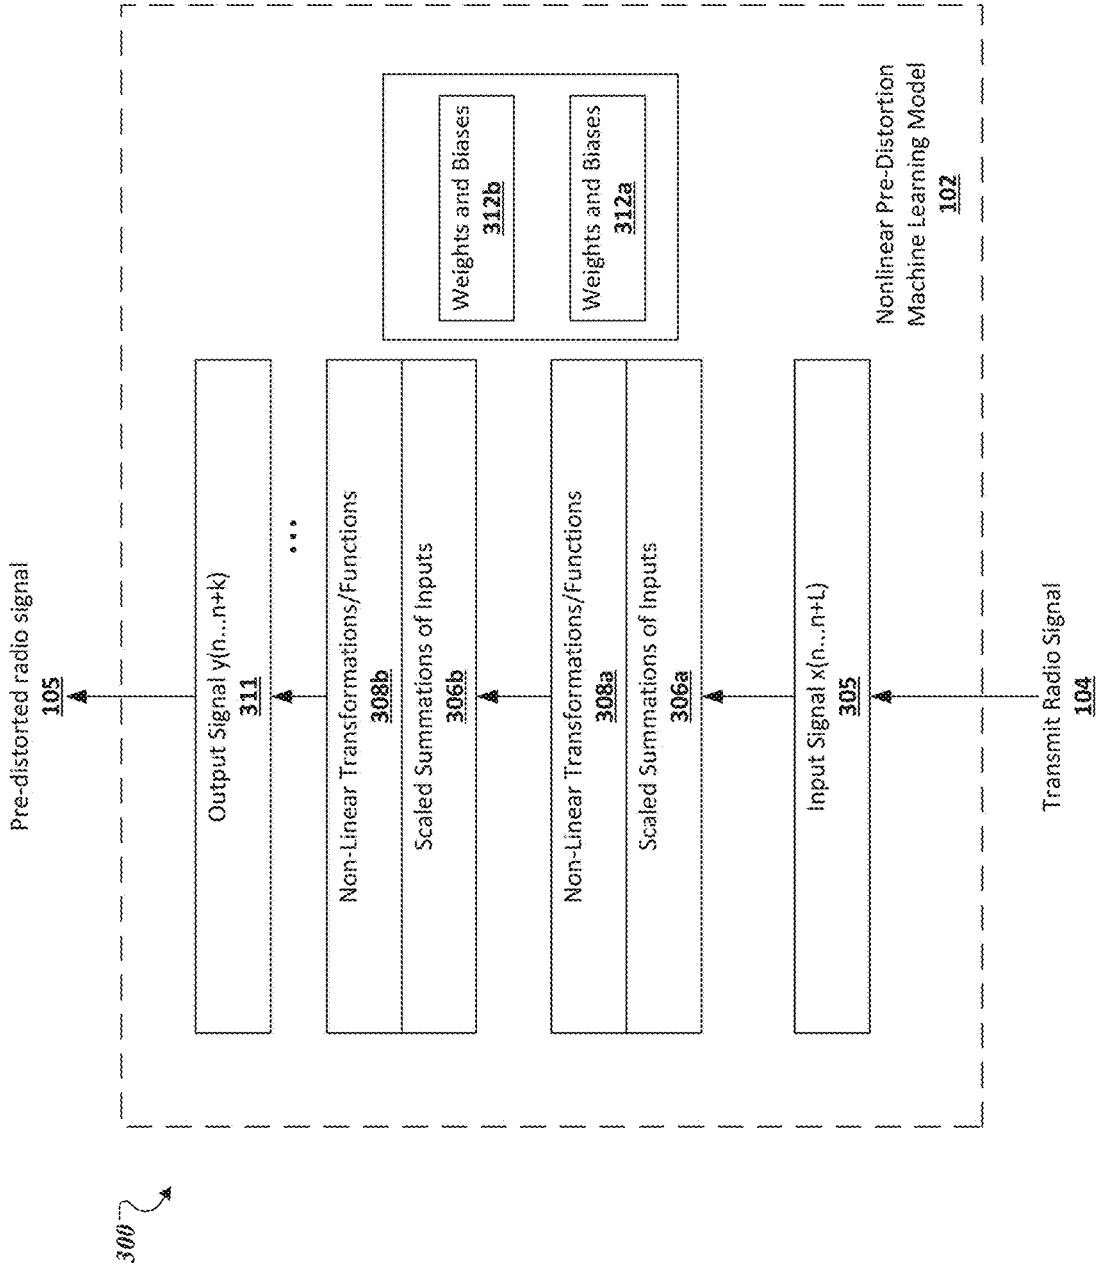 Pre-distorted radio signal
105
Output Signal y(n...n+k)
311
...
Non-Linear Transformations/Functions
308b
Scaled Summations of Inputs
306b
Non-Linear Transformations/Functions
308a
Scaled Summations of Inputs
306a
Input Signal x(n...n+L)
305
Transmit Radio Signal
104
Weights and Biases
312b
Weights and Biases
312a
Nonlinear Pre-Distortion
Machine Learning Model
102
300